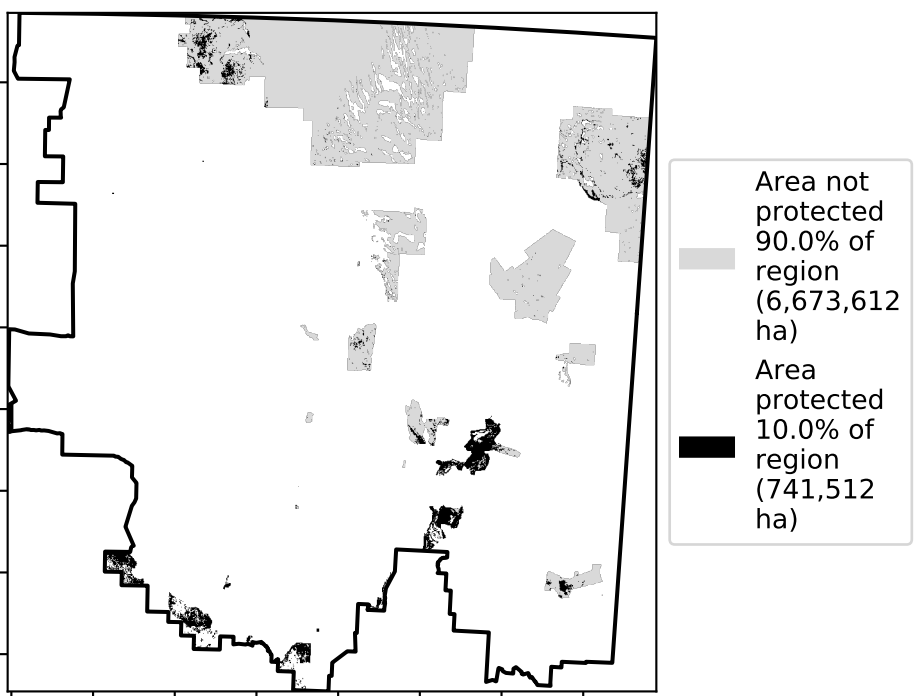 Area not
protected
90.0% of
region
(6,673,612
ha)
Area
protected
10.0% of
region
(741,512
ha)